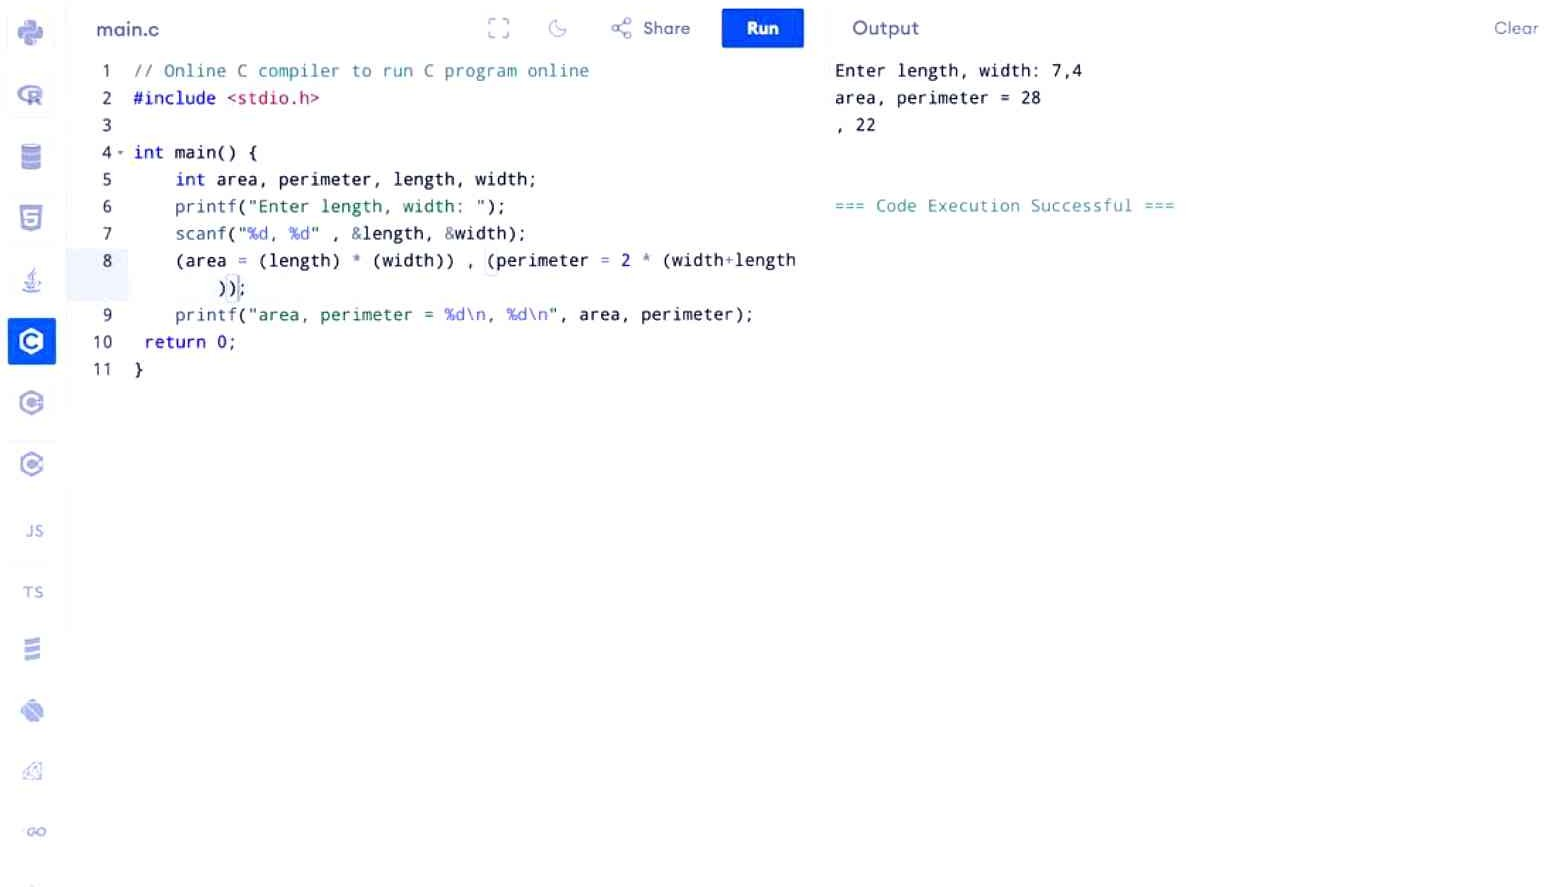 main.c
Share
Run
Output
Clear
1 // Online C compiler to run C program online
2 #include <stdio.h>
3
4 int main() {
5 int area, perimeter, length, width;
6 printf("Enter length, width: ");
7 scanf("%d, %d" , &length, &width);
8 (area = (length) * (width)) , (perimeter = 2 * (width+length
));
9 printf("area, perimeter = %d\n, %d\n", area, perimeter);
10 return 0;
11 }
Enter length, width: 7,4
area, perimeter = 28
, 22
=== Code Execution Successful ===
R
5
C
C
C
JS
TS
GO